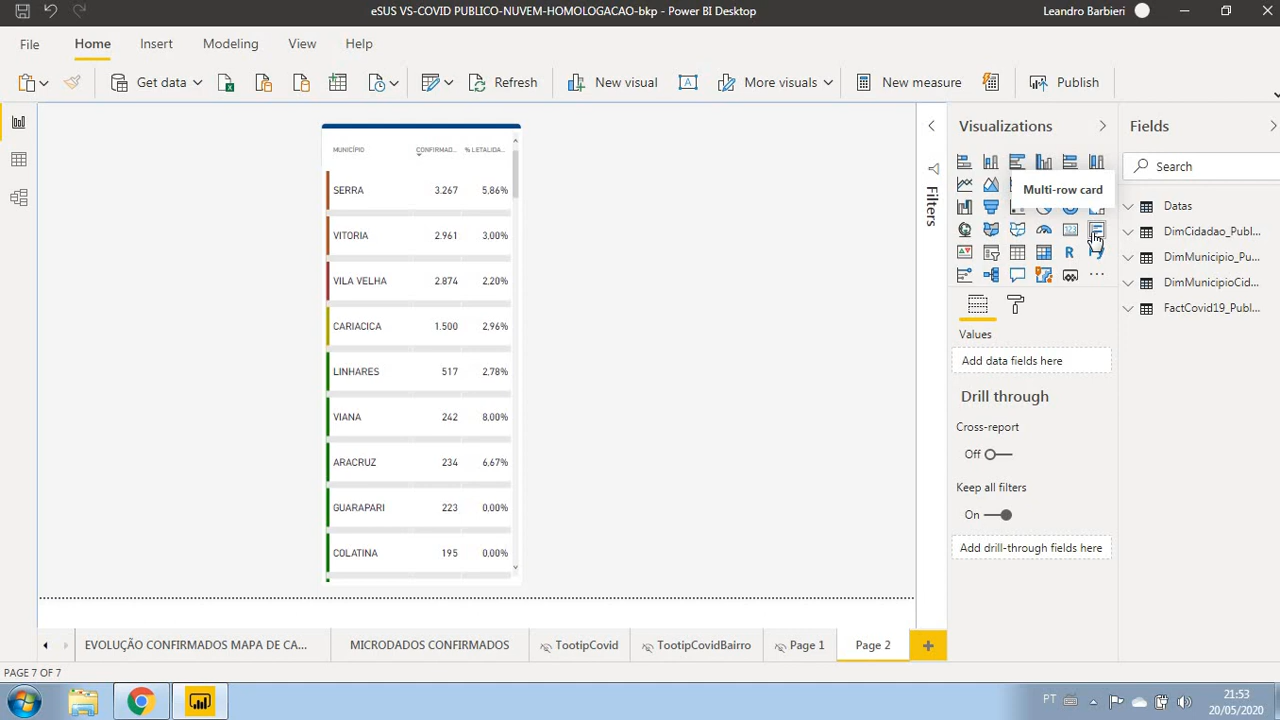 eSUS VS-COVID PUBLICO-NUVEM-HOMOLOGACAO-bkp - Power BI Desktop
Leandro Barbieri
File
Home
Insert
Modeling
View
Help
Get data
Refresh
New visual
More visuals
New measure
Publish
MUNICÍPIO CONFIRMAD... % LETALIDA...
SERRA 3.267 5,86%
VITORIA 2.961 3,00%
VILA VELHA 2.874 2,20%
CARIACICA 1.500 2,96%
LINHARES 517 2,78%
VIANA 242 8,00%
ARACRUZ 234 6,67%
GUARAPARI 223 0,00%
COLATINA 195 0,00%
Filters
Visualizations
Multi-row card
R
Py
123
Values
Add data fields here
Drill through
Cross-report
Off
Keep all filters
On
Add drill-through fields here
Fields
Search
Datas
DimCidadao_Publ...
DimMunicipio_Pu...
DimMunicipioCid...
FactCovid19_Publ...
EVOLUÇÃO CONFIRMADOS MAPA DE CA...
MICRODADOS CONFIRMADOS
TootipCovid
TootipCovidBairro
Page 1
Page 2
PAGE 7 OF 7
PT
21:53
20/05/2020